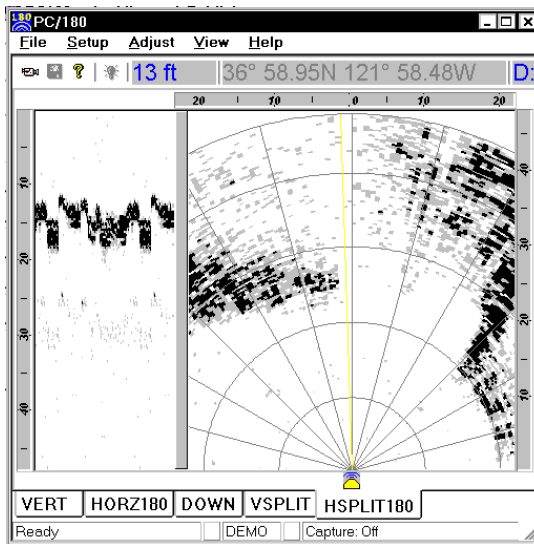 180 PC/180
File Setup Adjust View Help
13 ft 36° 58.95N 121° 58.48W D:
20 10 0 10 20
10
20
30
40
40
30
20
10
VERT HORZ180 DOWN VSPLIT HSPLIT180
Ready DEMO Capture: Off